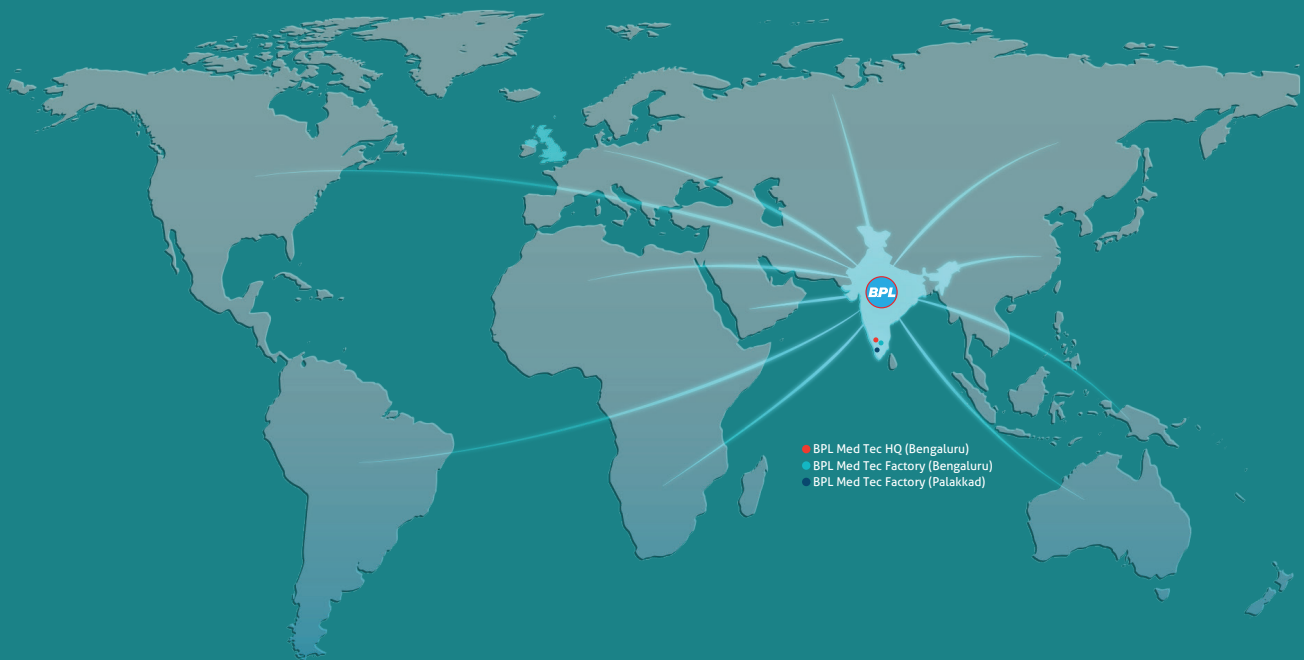 BPL
BPL Med Tec HQ (Bengaluru)
BPL Med Tec Factory (Bengaluru)
BPL Med Tec Factory (Palakkad)